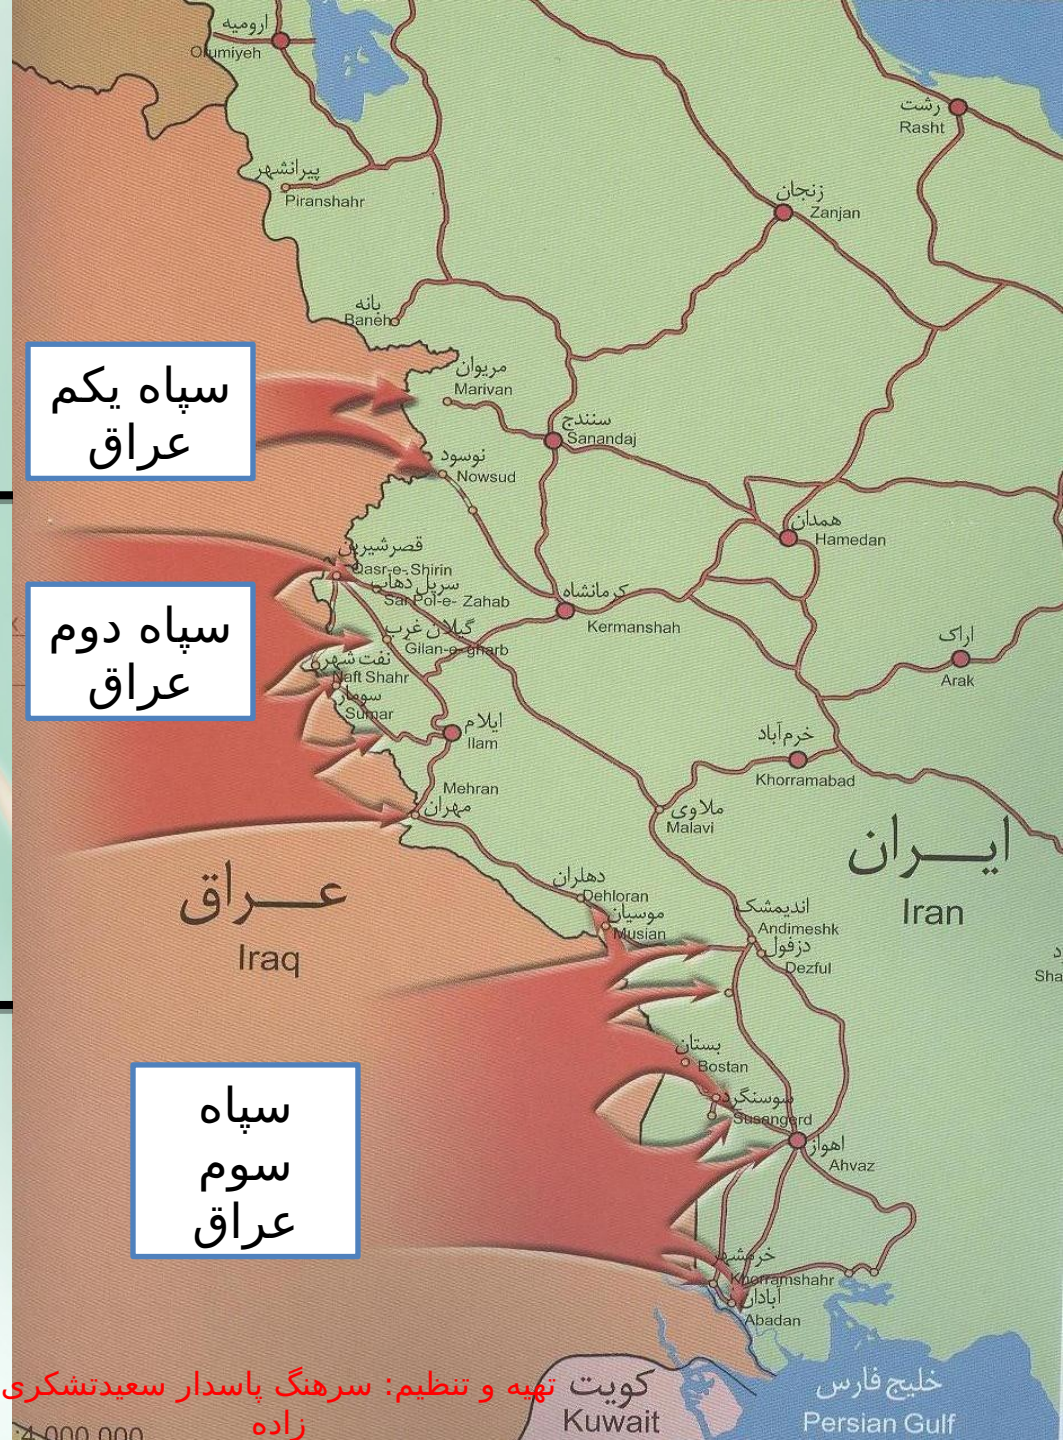 ارومیه
Orumiyeh
رشت
Rasht
پیرانشهر
Piranshahr
زنجان
Zanjan
بانه
Baneh
مریوان
Marivan
سپاه یکم
عراق
سنندج
Sanandaj
نوسود
Nowsud
همدان
Hamedan
قصرشیرین
Qasr-e-Shirin
سرپل ذهاب
Sar Pol-e- Zahab
کرمانشاه
Kermanshah
سپاه دوم
عراق
گیلان غرب
Gilan-e-gharb
اراک
Arak
نفت شهر
Naft Shahr
سومار
Sumar
ایلام
Ilam
خرم‌آباد
Khorramabad
Mehran
مهران
ملاوی
Malavi
ایـــران
Iran
عـــراق
Iraq
دهلران
Dehloran
موسیان
Musian
اندیمشک
Andimeshk
دزفول
Dezful
Sha
بستان
Bostan
سوسنگرد
Susangerd
سپاه
سوم
عراق
اهواز
Ahvaz
خرمشهر
Khorramshahr
آبادان
Abadan
تهیه و تنظیم: سرهنگ پاسدار سعیدتشکری
زاده
کویت
Kuwait
خلیج فارس
Persian Gulf
4 000 000